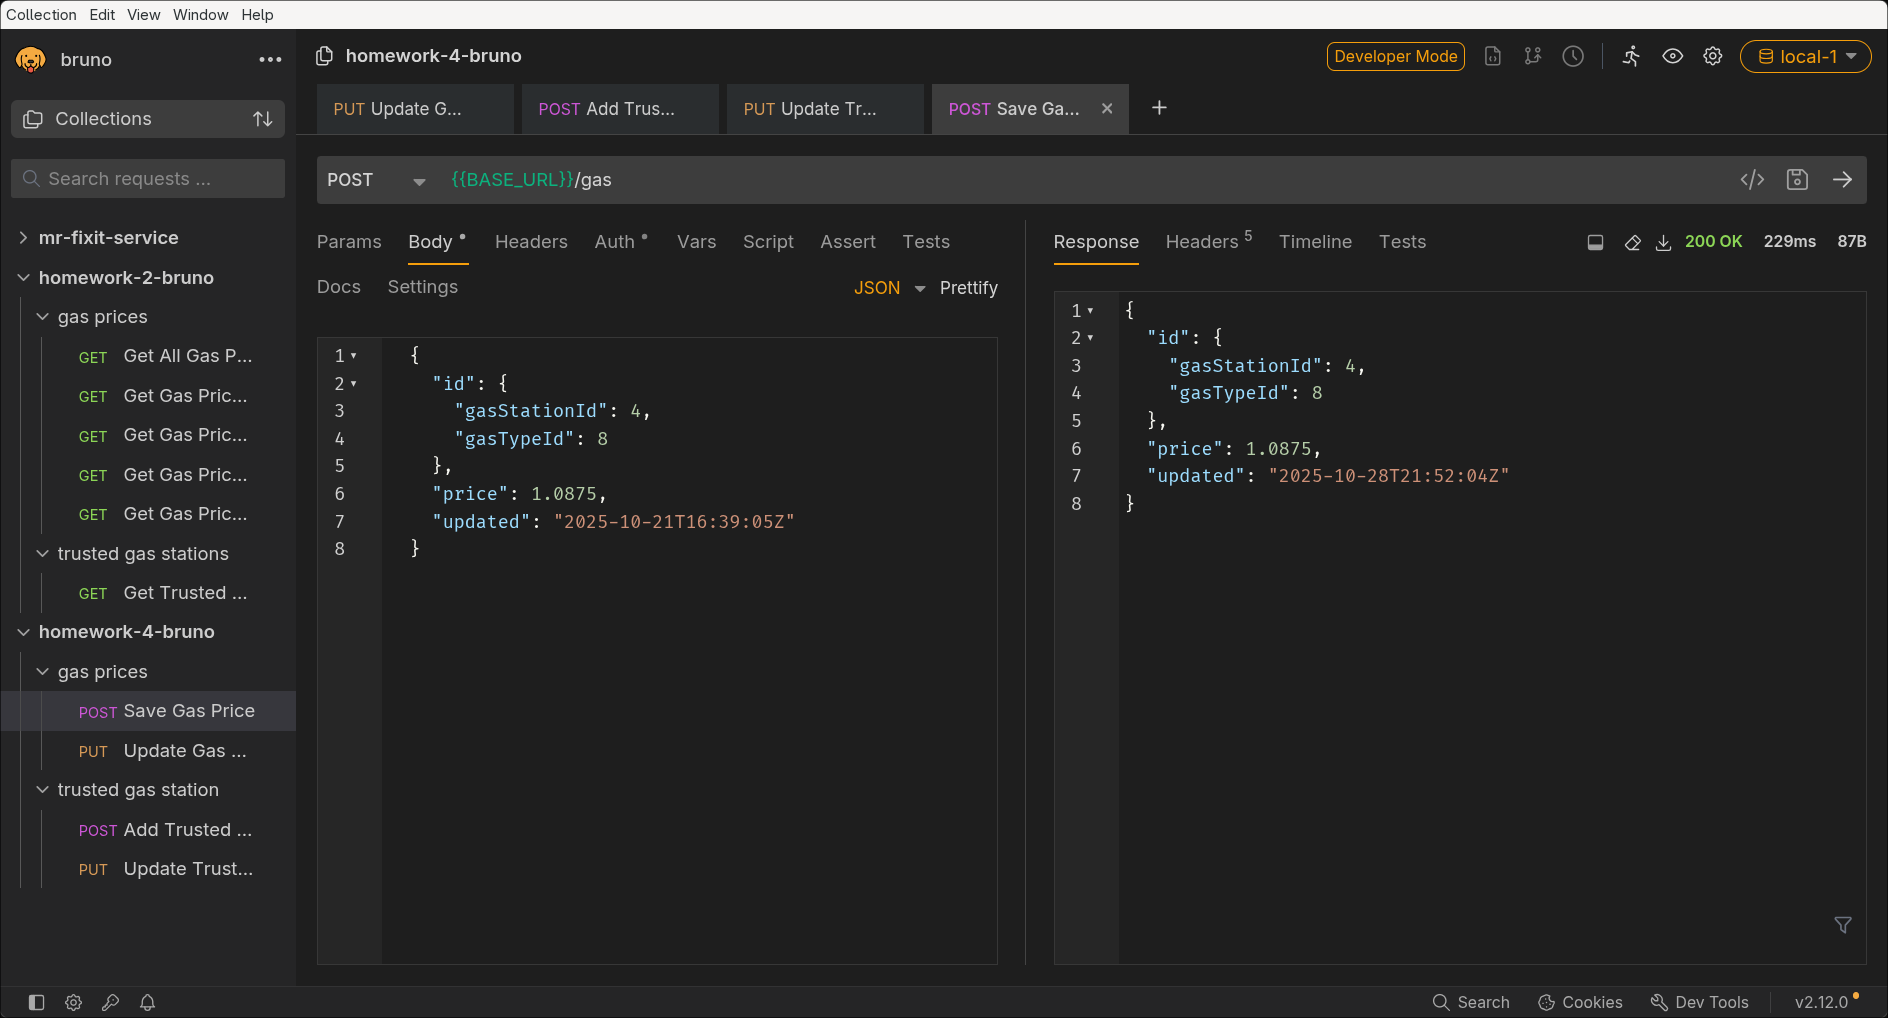 Collection Edit View Window Help
bruno
Collections
Search requests ...
mr-fixit-service
homework-2-bruno
gas prices
GET Get All Gas P...
GET Get Gas Pric...
GET Get Gas Pric...
GET Get Gas Pric...
GET Get Gas Pric...
trusted gas stations
GET Get Trusted ...
homework-4-bruno
gas prices
POST Save Gas Price
PUT Update Gas ...
trusted gas station
POST Add Trusted ...
PUT Update Trust...
homework-4-bruno
Developer Mode
local-1
PUT Update G...
POST Add Trus...
PUT Update Tr...
POST Save Ga...
POST {{BASE_URL}}/gas
Params Body Headers Auth Vars Script Assert Tests
Docs Settings JSON Prettify
1 {
2 "id": {
3 "gasStationId": 4,
4 "gasTypeId": 8
5 },
6 "price": 1.0875,
7 "updated": "2025-10-21T16:39:05Z"
8 }
Response Headers 5 Timeline Tests 200 OK 229ms 87B
1 {
2 "id": {
3 "gasStationId": 4,
4 "gasTypeId": 8
5 },
6 "price": 1.0875,
7 "updated": "2025-10-28T21:52:04Z"
8 }
Search Cookies Dev Tools v2.12.0